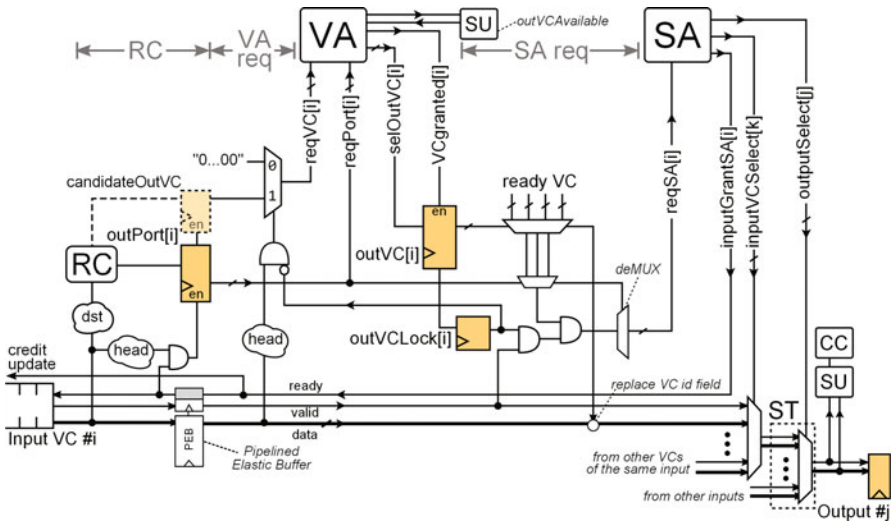 RC
VA
req
VA
SU
outVCAvailable
SA req
SA
reqVC[i]
reqPort[i]
selOutVC[i]
VCgranted[i]
reqSA[i]
inputGrantSA[i]
inputVCSelect[k]
outputSelect[j]
"0...00"
0
1
candidateOutVC
en
outPort[i]
RC
en
ready VC
en
outVC[i]
deMUX
dst
head
head
outVCLock[i]
credit
update
ready
valid
data
replace VC id field
CC
SU
ST
Input VC #i
PEB
Pipelined
Elastic Buffer
from other VCs
of the same input
from other inputs
Output #j